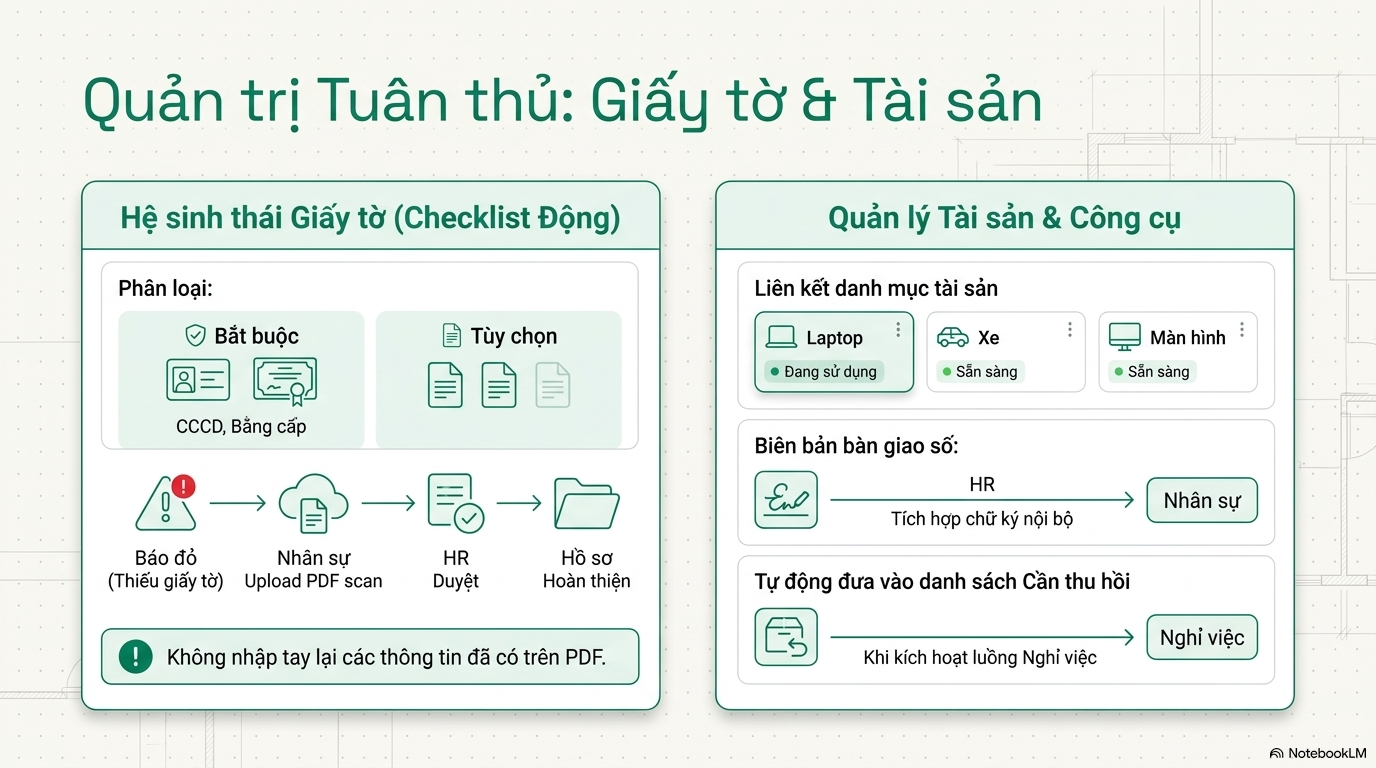 Quản trị Tuân thủ: Giấy tờ & Tài sản
Hệ sinh thái Giấy tờ (Checklist Động)
Phân loại:
Bắt buộc
CCCD, Bằng cấp
Tùy chọn
Báo đỏ
(Thiếu giấy tờ)
Nhân sự
Upload PDF scan
HR
Duyệt
Hồ sơ
Hoàn thiện
Không nhập tay lại các thông tin đã có trên PDF.
Quản lý Tài sản & Công cụ
Liên kết danh mục tài sản
Laptop
Đang sử dụng
Xe
Sẵn sàng
Màn hình
Sẵn sàng
Biên bản bàn giao số:
HR
Tích hợp chữ ký nội bộ
Nhân sự
Tự động đưa vào danh sách Cần thu hồi
Khi kích hoạt luồng Nghỉ việc
Nghỉ việc
NotebookLM